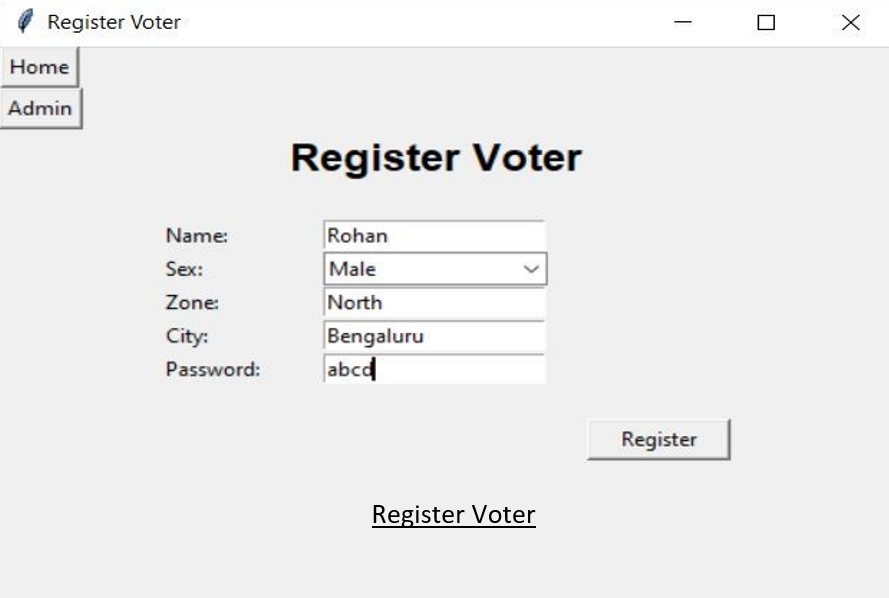 Register Voter
Home
Admin
Register Voter
Name: Rohan
Sex: Male
Zone: North
City: Bengaluru
Password: abcd
Register
Register Voter